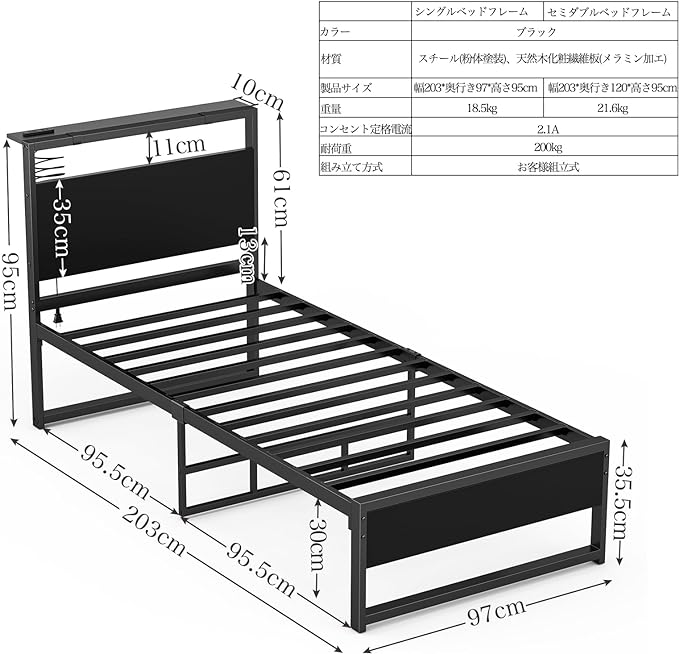 シングルベッドフレーム セミダブルベッドフレーム
カラー ブラック
材質 スチール(粉体塗装)、天然木化粧繊維板(メラミン加工)
製品サイズ 幅203*奥行き97*高さ95cm 幅203*奥行き120*高さ95cm
重量 18.5kg 21.6kg
コンセント定格電流 2.1A
耐荷重 200kg
組み立て方式 お客様組立式
10cm
11cm
61cm
35cm
13cm
95cm
95.5cm
203cm
95.5cm
30cm
35.5cm
97cm